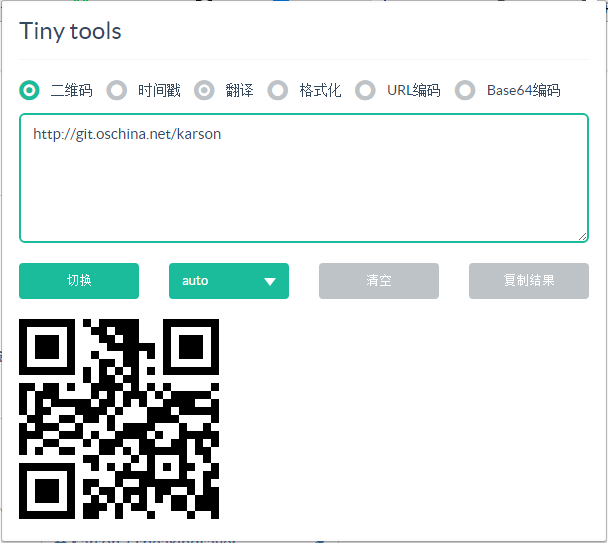 Tiny tools
二维码 时间戳 翻译 格式化 URL编码 Base64编码
http://git.oschina.net/karson
切换 auto 清空 复制结果